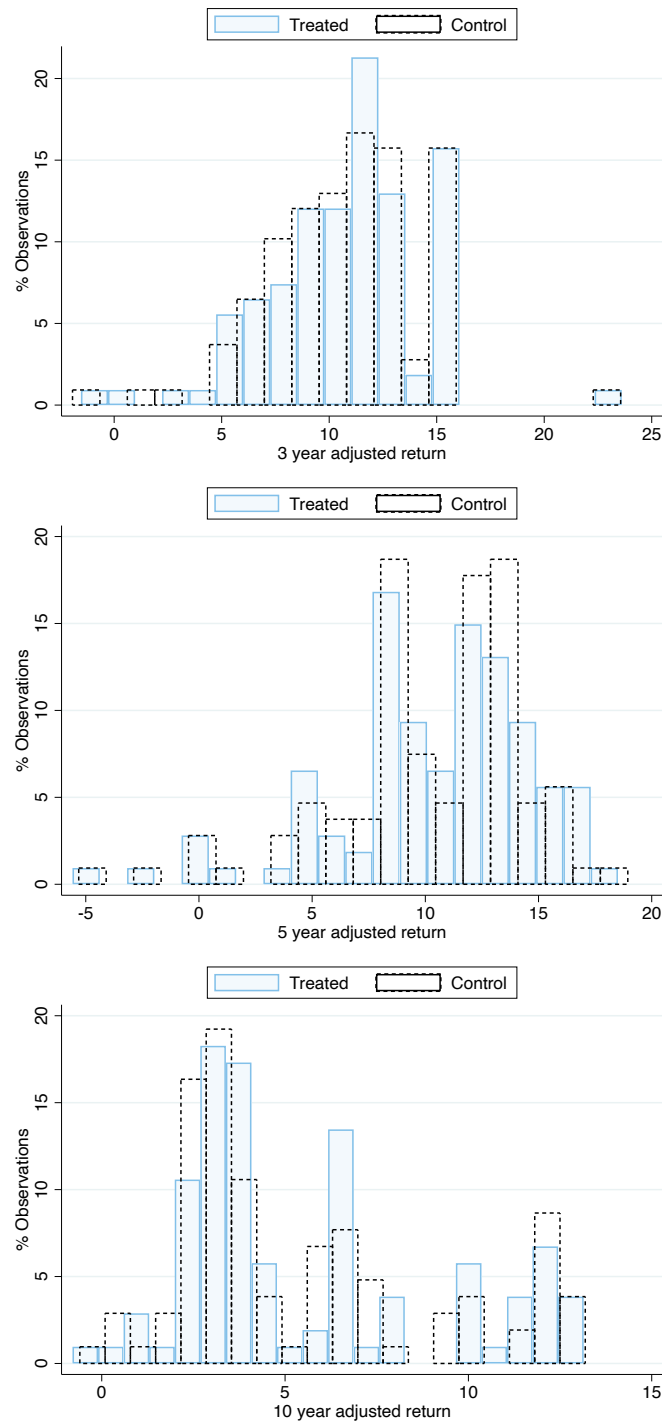 Treated Control
% Observations
20
15
10
5
0
0 5 10 15 20 25
3 year adjusted return
Treated Control
% Observations
20
15
10
5
0
-5 0 5 10 15 20
5 year adjusted return
Treated Control
% Observations
20
15
10
5
0
0 5 10 15
10 year adjusted return